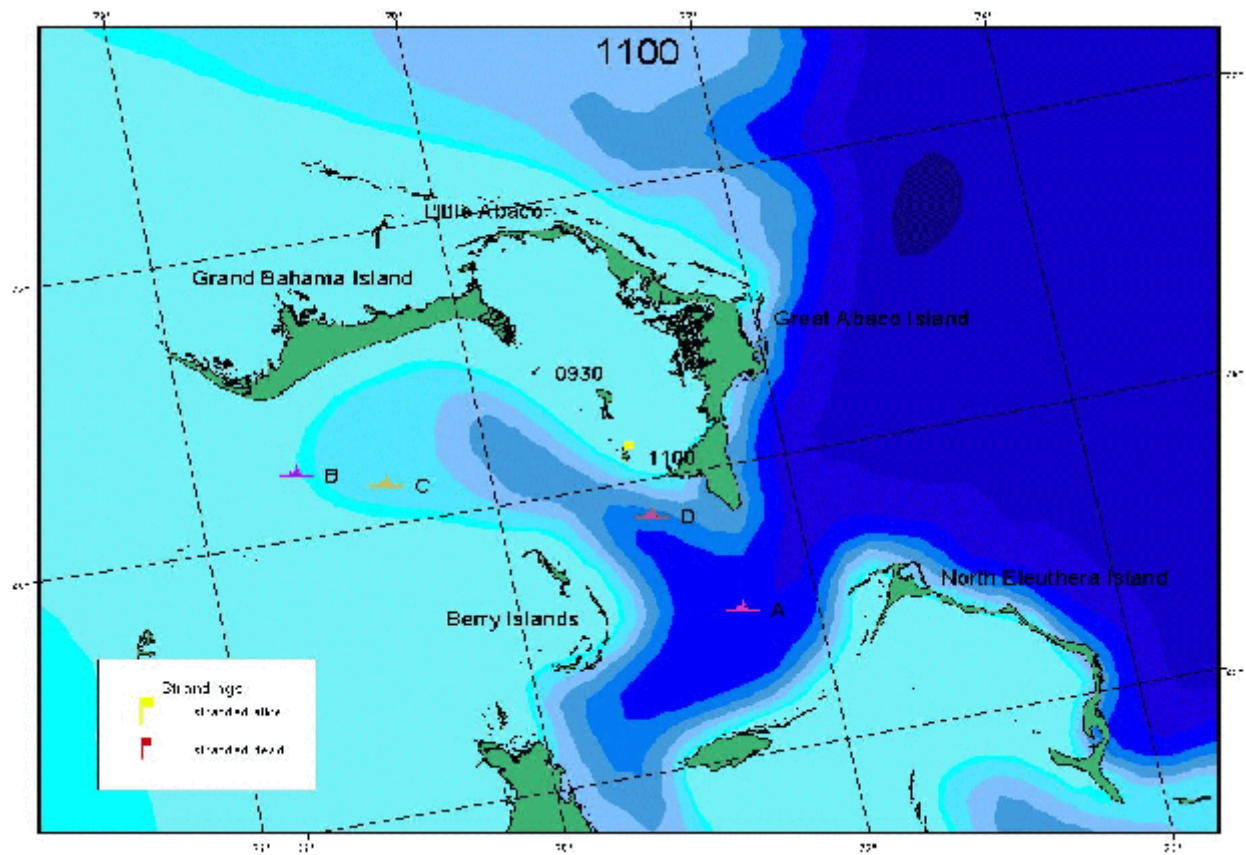 1100
Little Abaco
Grand Bahama Island
Great Abaco Island
0930
1100
B
C
D
North Eleuthera Island
A
Berry Islands
Strandings
stranded alive
stranded dead